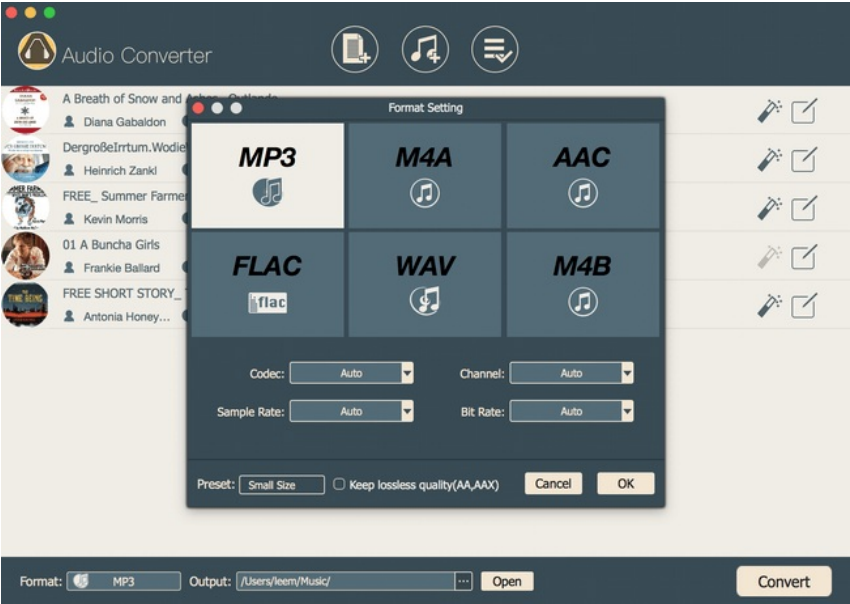 Audio Converter
A Breath of Snow and Ashes_ Outlande
Diana Gabaldon
DergroßeIrrtum.Wodie
Heinrich Zankl
FREE_ Summer Farmer
Kevin Morris
01 A Buncha Girls
Frankie Ballard
FREE SHORT STORY_
Antonia Honey...
Format Setting
MP3
M4A
AAC
FLAC
flac
WAV
M4B
Codec: Auto
Channel: Auto
Sample Rate: Auto
Bit Rate: Auto
Preset: Small Size
Keep lossless quality(AA,AAX)
Cancel
OK
Format: MP3
Output: /Users/leem/Music/
...
Open
Convert